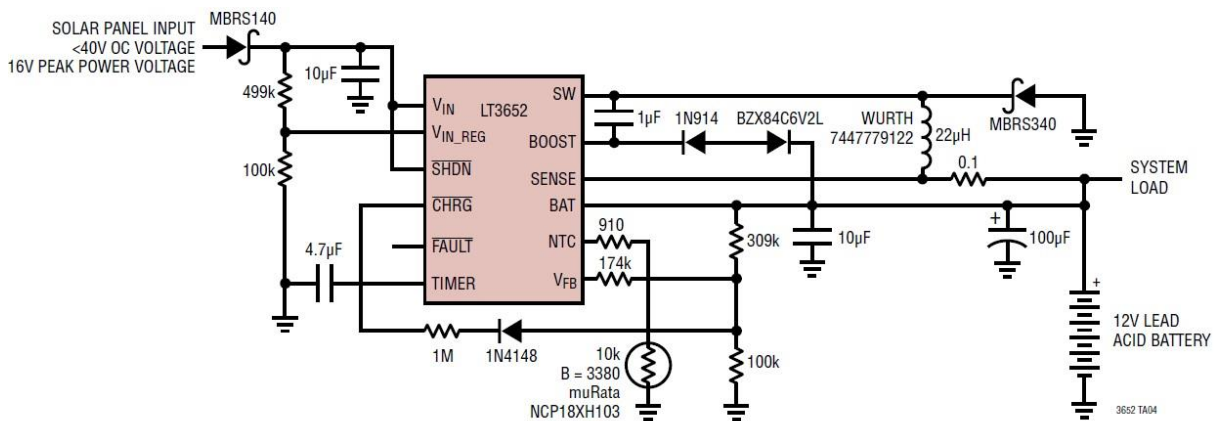 MBRS140
SOLAR PANEL INPUT
<40V OC VOLTAGE
16V PEAK POWER VOLTAGE
10µF
499k
100k
4.7µF
VIN
VIN_REG
SHDN
CHRG
FAULT
TIMER
LT3652
SW
BOOST
SENSE
BAT
NTC
VFB
1µF
1N914
BZX84C6V2L
WURTH
7447779122
22µH
MBRS340
0.1
SYSTEM
LOAD
910
174k
309k
10µF
+
100µF
+
12V LEAD
ACID BATTERY
1M
1N4148
10k
B = 3380
muRata
NCP18XH103
100k
3652 TA04